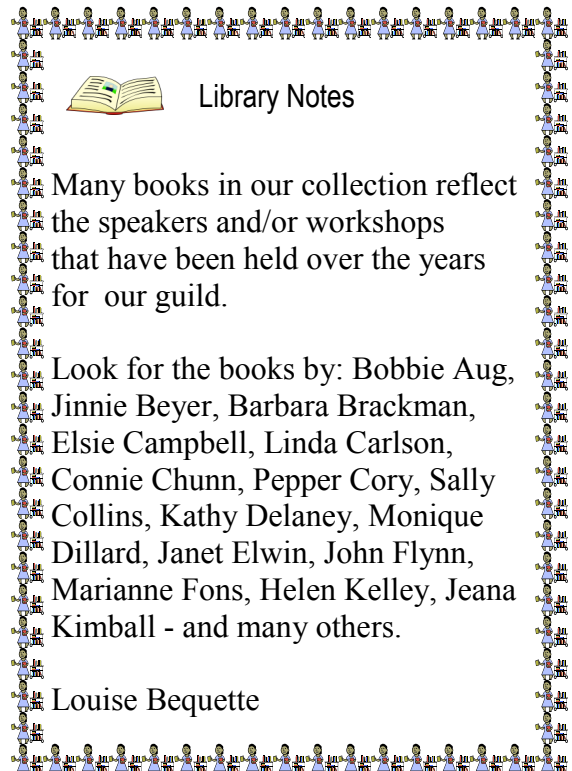 Library Notes
Many books in our collection reflect
the speakers and/or workshops
that have been held over the years
for  our guild.
Look for the books by: Bobbie Aug,
Jinnie Beyer, Barbara Brackman,
Elsie Campbell, Linda Carlson,
Connie Chunn, Pepper Cory, Sally
Collins, Kathy Delaney, Monique
Dillard, Janet Elwin, John Flynn,
Marianne Fons, Helen Kelley, Jeana
Kimball - and many others.
Louise Bequette